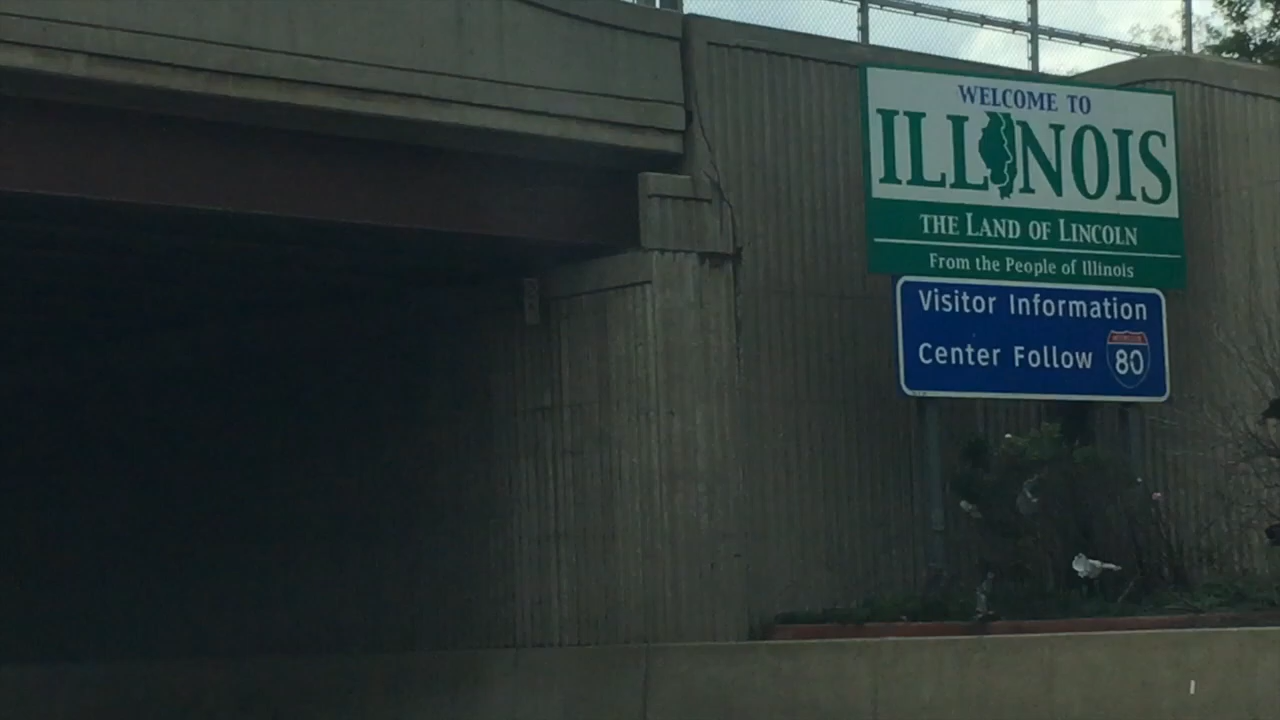 WELCOME TO
ILLINOIS
THE LAND OF LINCOLN
From the People of Illinois
Visitor Information
Center Follow 80